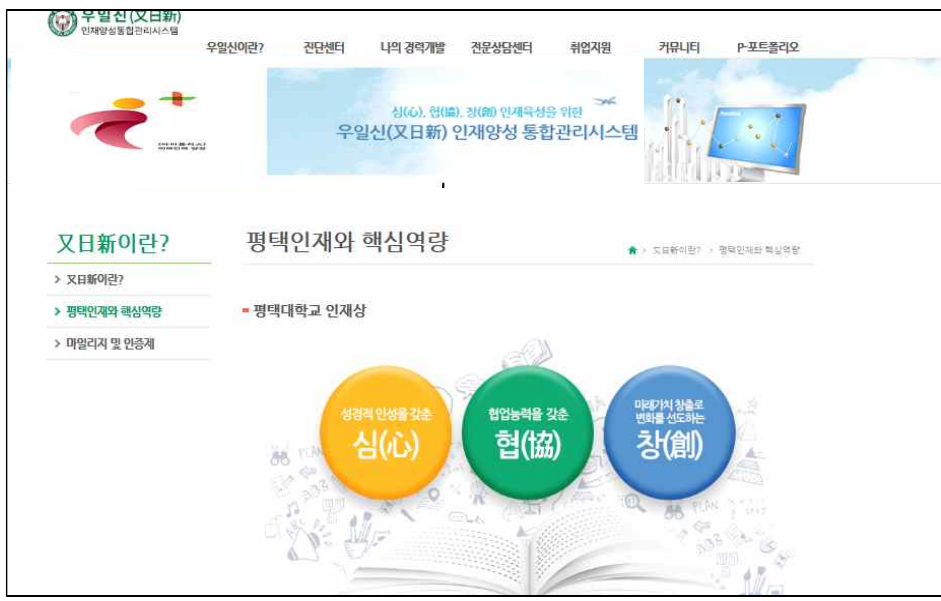 우일신(又日新)
인재양성통합관리시스템
우일신이란? 진단센터 나의 경력개발 전문상담센터 취업지원 커뮤니티 P-포트폴리오
심(心), 협(協), 창(創) 인재육성을 위한
우일신(又日新) 인재양성 통합관리시스템
又日新이란?
평택인재와 핵심역량
又日新이란? > 평택인재와 핵심역량
> 又日新이란?
> 평택인재와 핵심역량
> 마일리지 및 인증제
평택대학교 인재상
성경적 인성을 갖춘
심(心)
협업능력을 갖춘
협(協)
미래가치 창출로
변화를 선도하는
창(創)
PLAN
PLAN